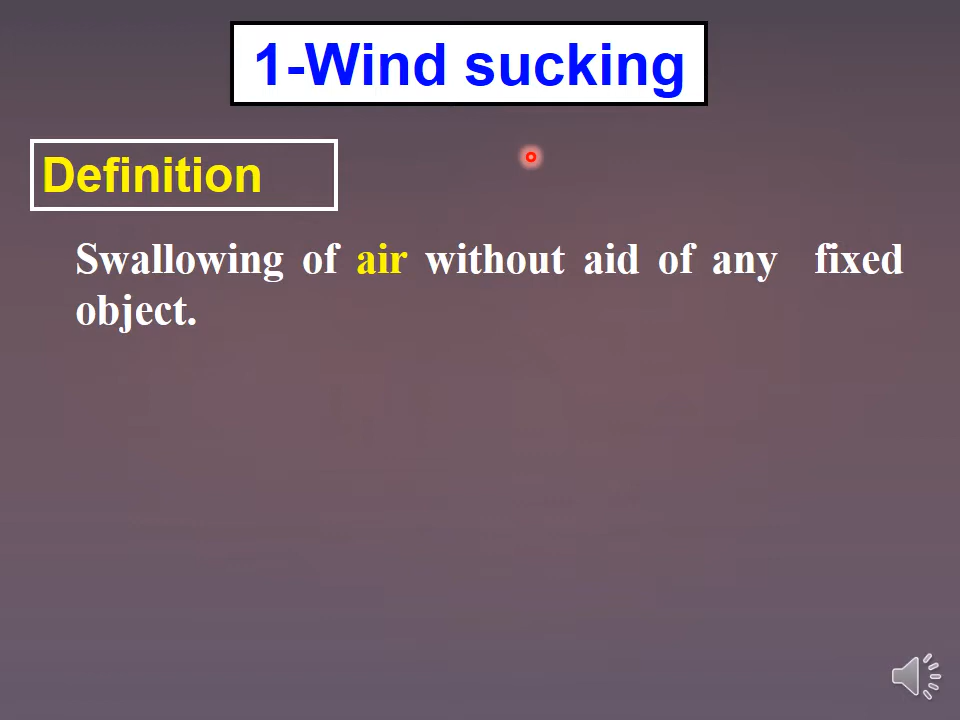 1-Wind sucking
Definition
Swallowing of air without aid of any fixed
object.